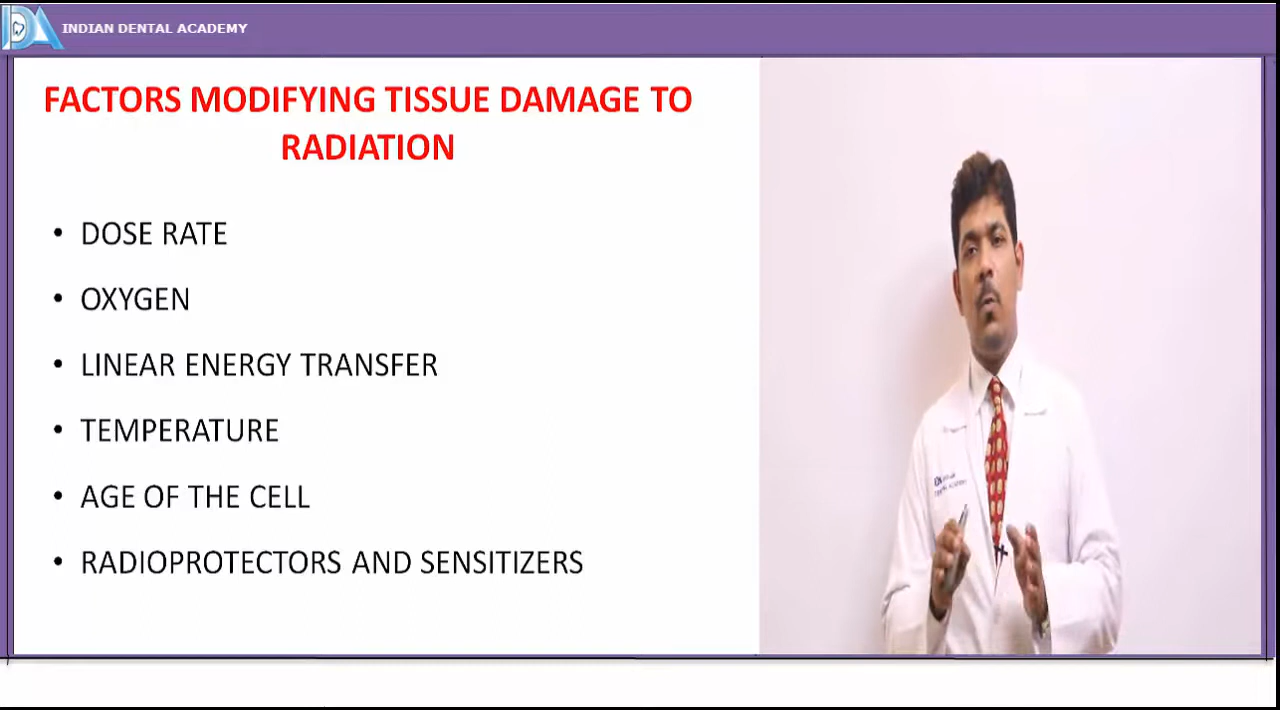 IDA INDIAN DENTAL ACADEMY
FACTORS MODIFYING TISSUE DAMAGE TO
RADIATION
• DOSE RATE
• OXYGEN
• LINEAR ENERGY TRANSFER
• TEMPERATURE
• AGE OF THE CELL
• RADIOPROTECTORS AND SENSITIZERS